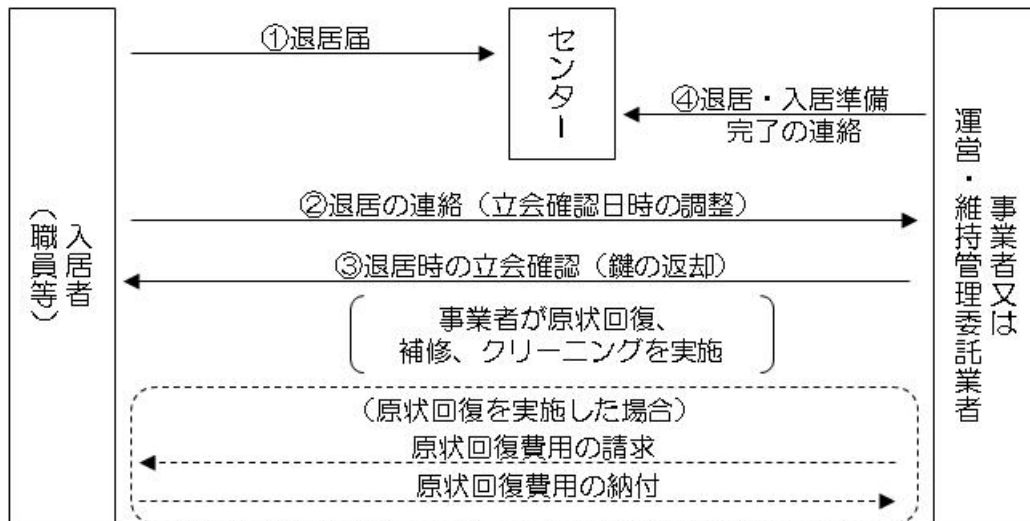 ①退居届
センター
④退居・入居準備
完了の連絡
②退居の連絡（立会確認日時の調整）
③退居時の立会確認（鍵の返却）
事業者が原状回復、
補修、クリーニングを実施
（原状回復を実施した場合）
原状回復費用の請求
原状回復費用の納付
入居者
（職員等）
事業者又は
運営・維持管理委託業者